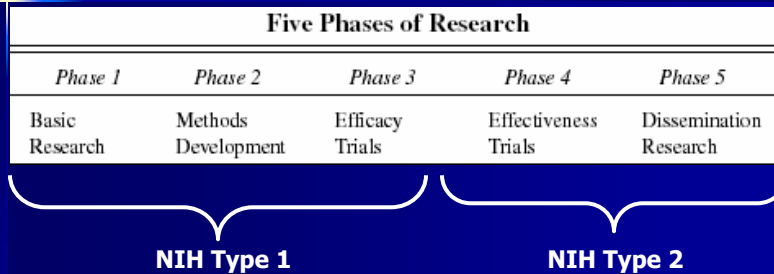 Five Phases of Research
Phase 1 Phase 2 Phase 3 Phase 4 Phase 5
Basic Methods Efficacy Effectiveness Dissemination
Research Development Trials Trials Research
NIH Type 1 NIH Type 2